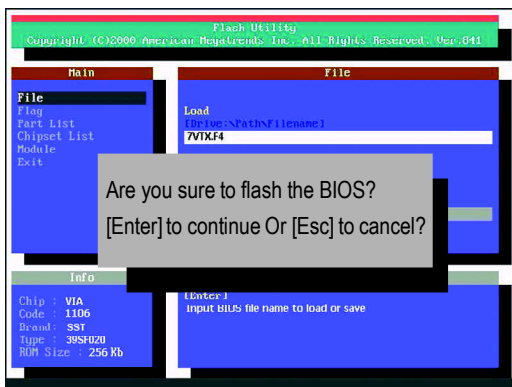 Flash Utility
Copyright (C)2000 American Megatrends Inc. All Rights Reserved. Ver:841
Main
File
Flag
Part List
Chipset List
Module
Exit
File
Load
[Drive:\Path\Filename]
7VTX.F4
Are you sure to flash the BIOS?
[Enter] to continue Or [Esc] to cancel?
Info
Chip : VIA
Code : 1106
Brand: SST
Type : 39SF020
ROM Size : 256 Kb
[Enter]
Input BIOS file name to load or save